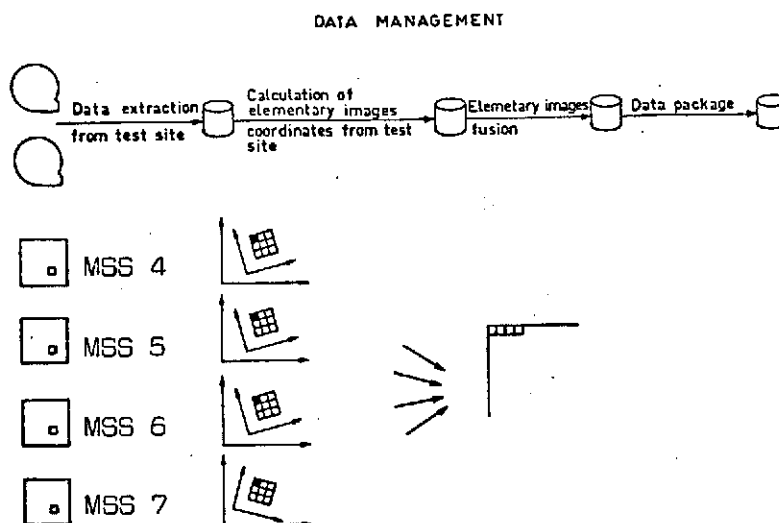 DATA MANAGEMENT
Data extraction
from test site
Calculation of
elementary images
coordinates from test
site
Elemetary images
fusion
Data package
MSS 4
MSS 5
MSS 6
MSS 7